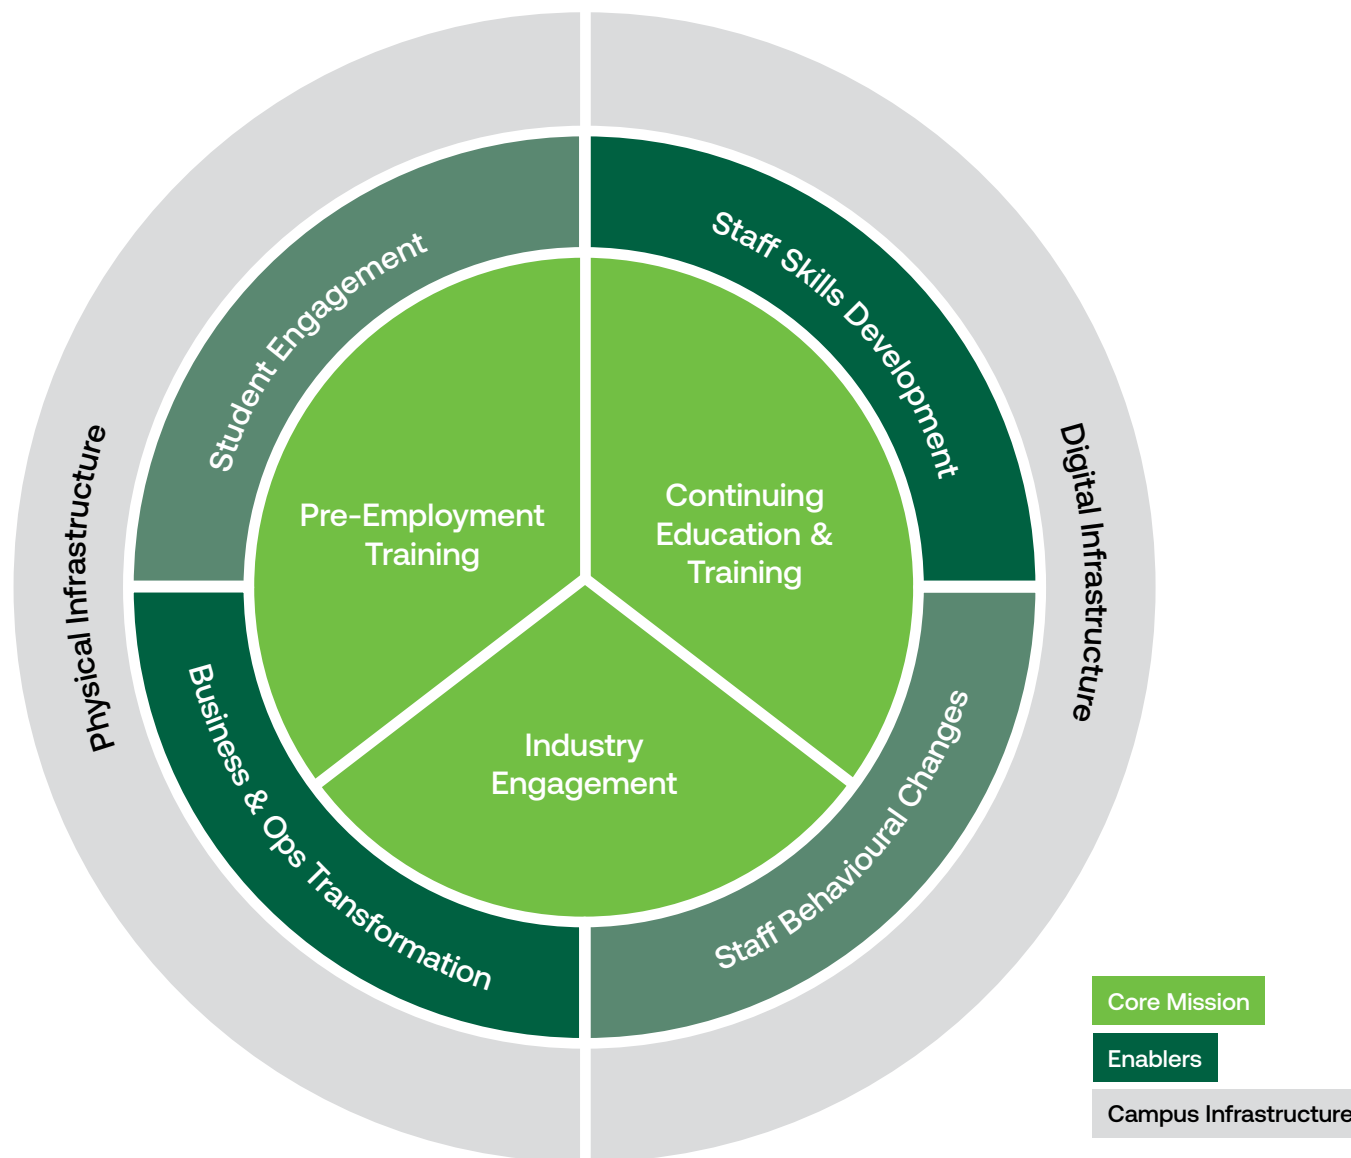 Student Engagement
Staff Skills Development
Physical Infrastructure
Digital Infrastructure
Pre-Employment
Training
Continuing
Education &
Training
Industry
Engagement
Business & Ops Transformation
Staff Behavioural Changes
Core Mission
Enablers
Campus Infrastructure